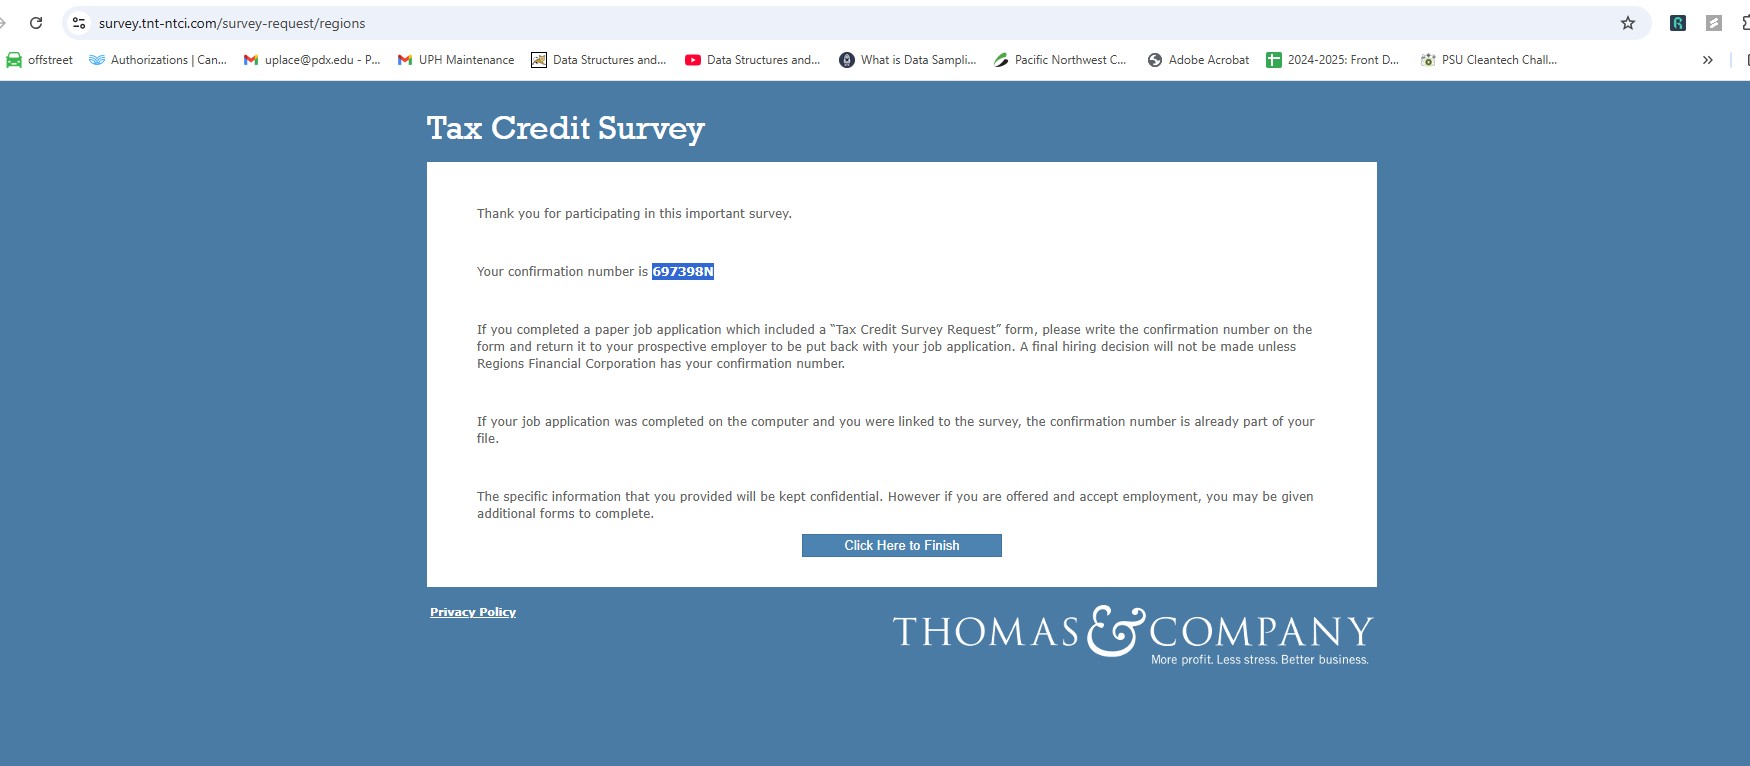 survey.tnt-ntci.com/survey-request/regions
offstreet
Authorizations | Can...
uplace@pdx.edu - P...
UPH Maintenance
Data Structures and...
Data Structures and...
What is Data Sampli...
Pacific Northwest C...
Adobe Acrobat
2024-2025: Front D...
PSU Cleantech Chall...
Tax Credit Survey
Thank you for participating in this important survey.
Your confirmation number is 697398N
If you completed a paper job application which included a “Tax Credit Survey Request” form, please write the confirmation number on the
form and return it to your prospective employer to be put back with your job application. A final hiring decision will not be made unless
Regions Financial Corporation has your confirmation number.
If your job application was completed on the computer and you were linked to the survey, the confirmation number is already part of your
file.
The specific information that you provided will be kept confidential. However if you are offered and accept employment, you may be given
additional forms to complete.
Click Here to Finish
Privacy Policy
THOMAS & COMPANY
More profit. Less stress. Better business.